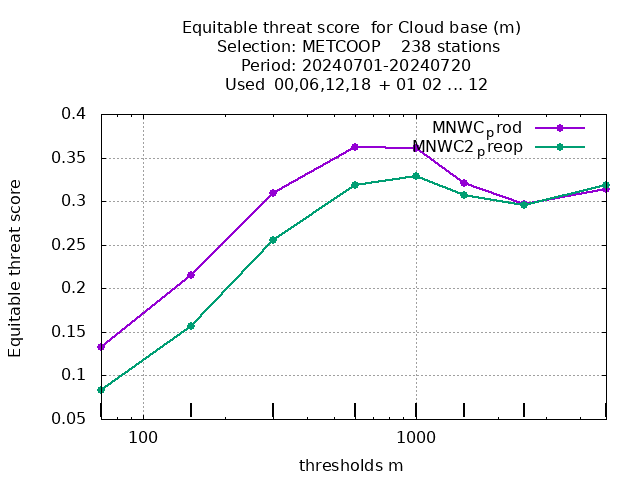 Equitable threat score  for Cloud base (m)
Selection: METCOOP    238 stations
Period: 20240701-20240720
Used  00,06,12,18 + 01 02 ... 12
MNWCprod
MNWC2preop
Equitable threat score
0.4
0.35
0.3
0.25
0.2
0.15
0.1
0.05
100
1000
thresholds m